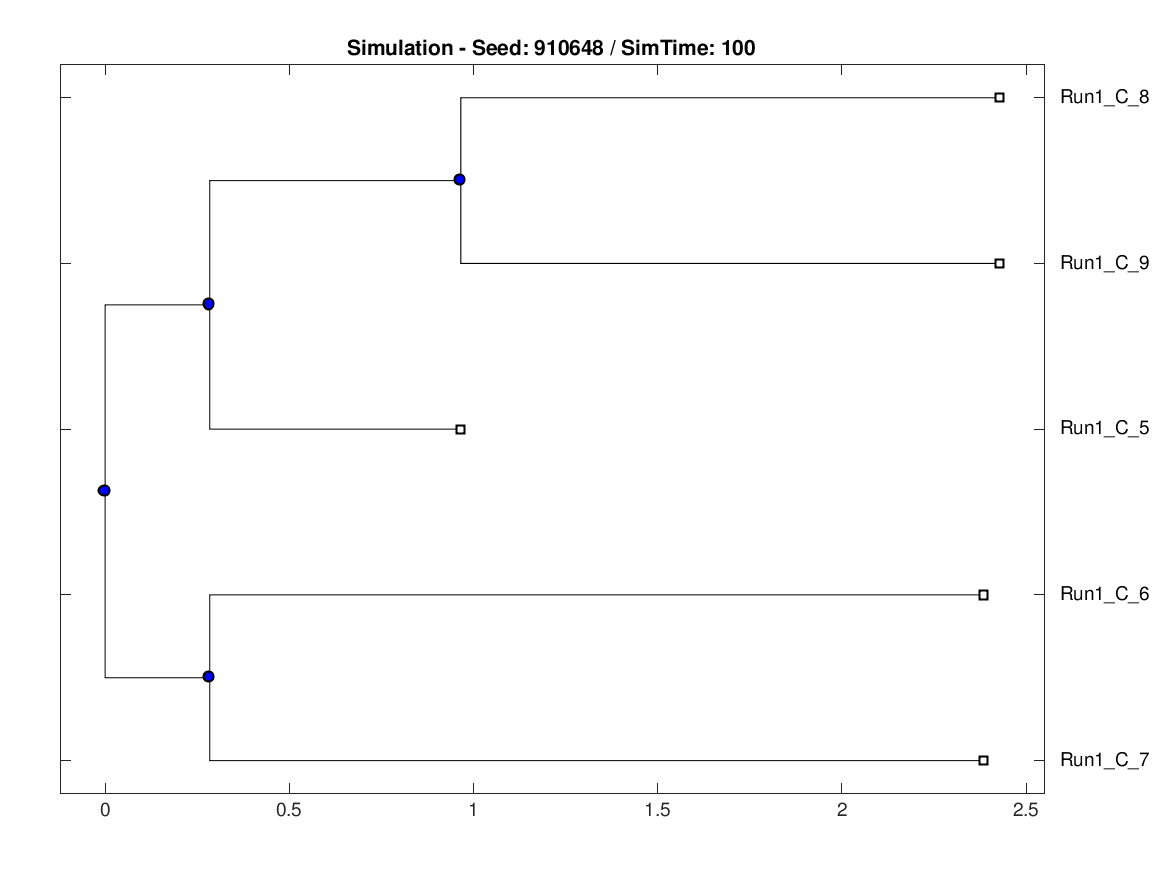 Simulation - Seed: 910648 / SimTime: 100
Run1_C_8
Run1_C_9
Run1_C_5
Run1_C_6
Run1_C_7
0 0.5 1 1.5 2 2.5